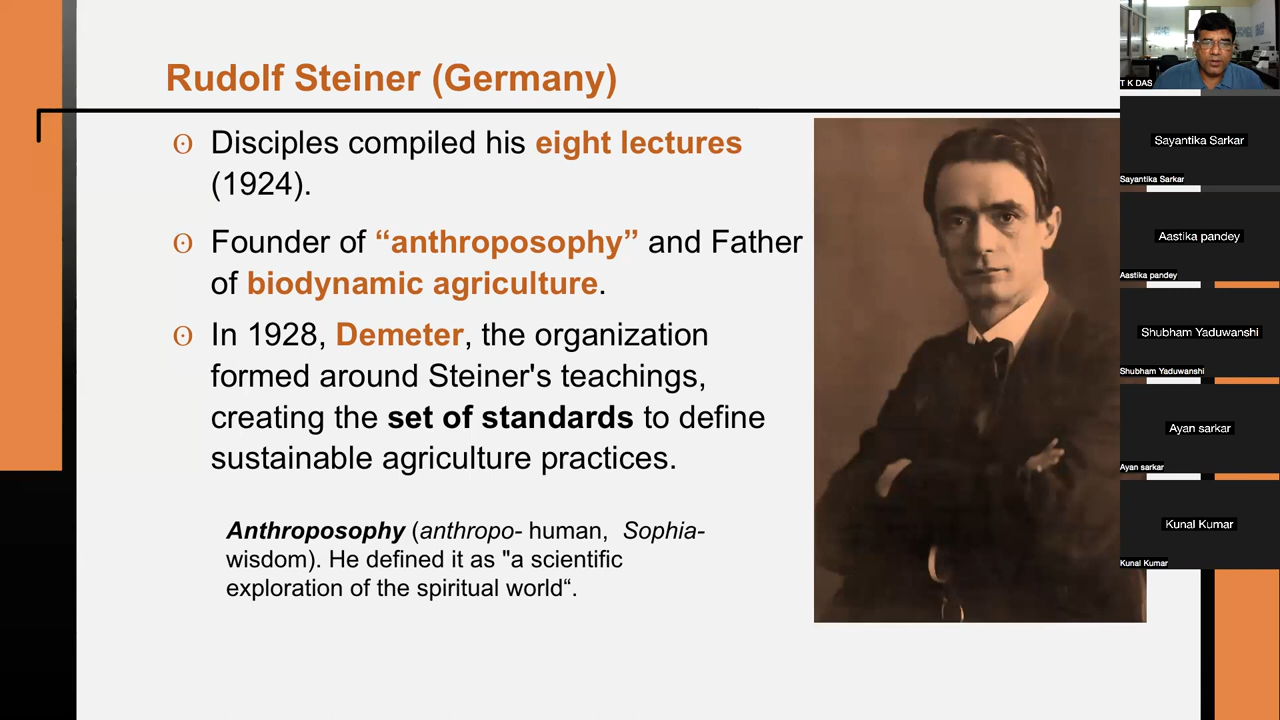 Rudolf Steiner (Germany)
ʘ Disciples compiled his eight lectures
(1924).
ʘ Founder of “anthroposophy” and Father
of biodynamic agriculture.
ʘ In 1928, Demeter, the organization
formed around Steiner's teachings,
creating the set of standards to define
sustainable agriculture practices.
Anthroposophy (anthropo- human, Sophia-
wisdom). He defined it as "a scientific
exploration of the spiritual world“.
T K DAS
Sayantika Sarkar
Sayantika Sarkar
Aastika pandey
Aastika pandey
Shubham Yaduwanshi
Shubham Yaduwanshi
Ayan sarkar
Ayan sarkar
Kunal Kumar
Kunal Kumar